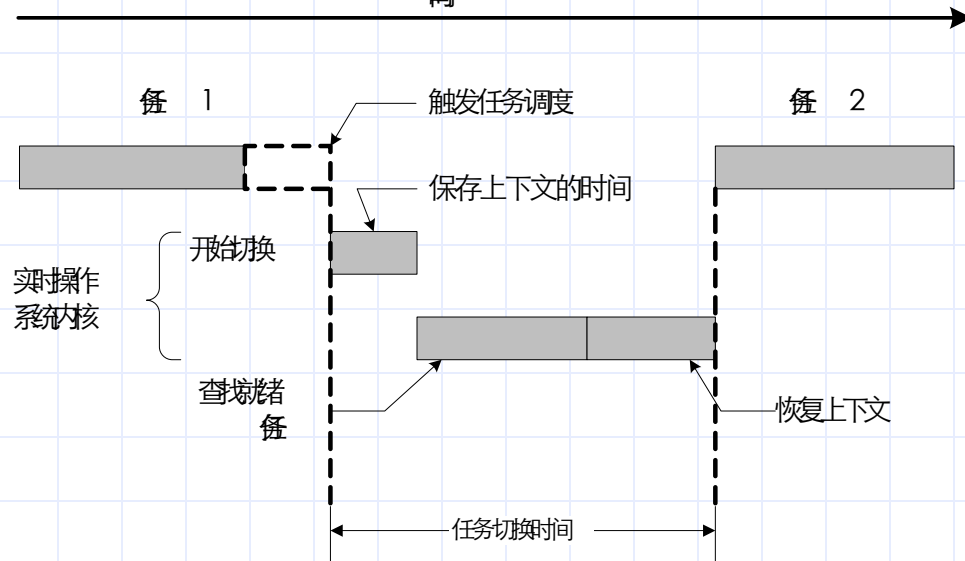 间
任务 1
触发任务调度
任务 2
保存上下文的时间
开始切换
实时操作
系统内核
查找就绪
任务
恢复上下文
任务切换时间